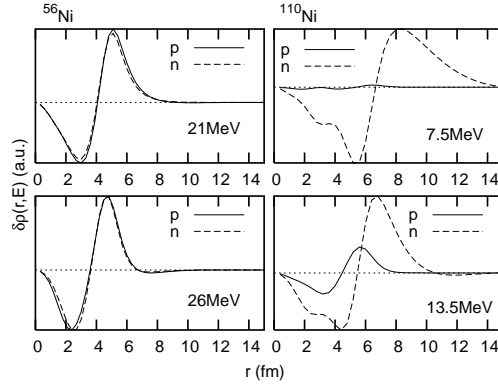 ⁵⁶Ni ¹¹⁰Ni
p p
n n
21MeV 7.5MeV
0 2 4 6 8 10 12 14 0 2 4 6 8 10 12 14
δρ(r,E) (a.u.)
p p
n n
26MeV 13.5MeV
0 2 4 6 8 10 12 14 0 2 4 6 8 10 12 14
r (fm)